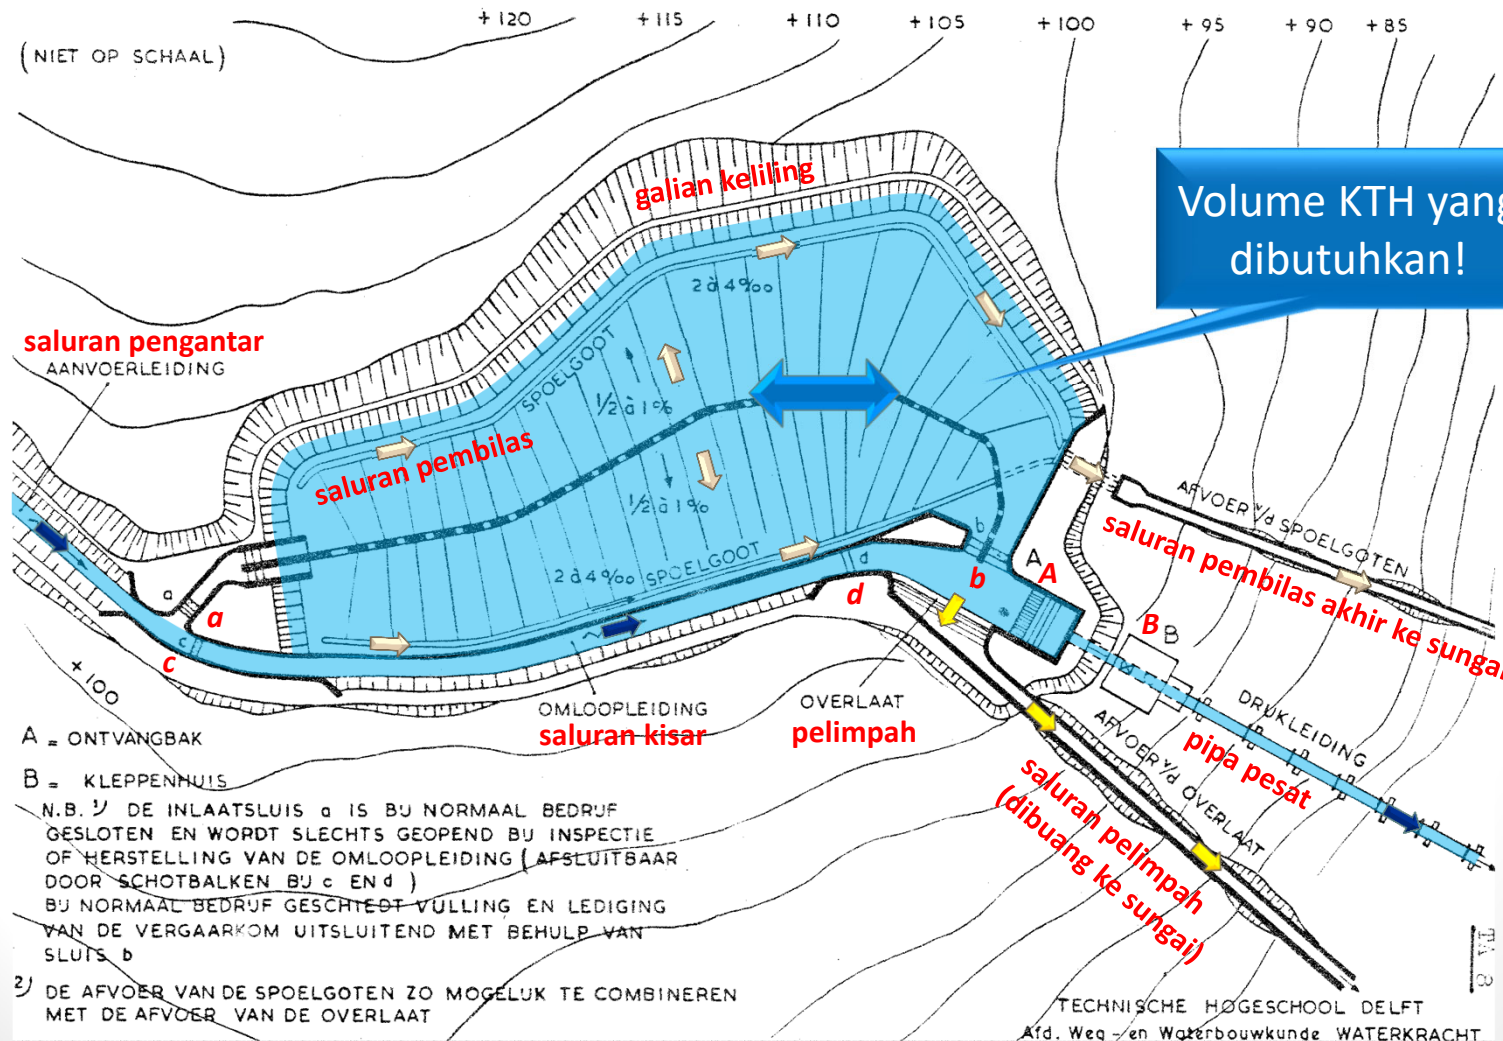 +120
+115
+110
+105
+100
+95
+90
+85
(NIET OP SCHAAL)
galian keliling
Volume KTH yang
dibutuhkan!
2 à 4 ‰
saluran pengantar
AANVOERLEIDING
SPOELGOOT
½ à 1 %
saluran pembilas
½ à 1 %
AFVOER v/d SPOELGOTEN
saluran pembilas akhir ke sungai
2 à 4 ‰ SPOELGOOT
a
a
b
b
A
A
d
d
c
c
B
B
×100
OMLOOPLEIDING
saluran kisar
OVERLAAT
pelimpah
DRUKLEIDING
pipa pesat
AFVOER v/d OVERLAAT
saluran pelimpah
(dibuang ke sungai)
A = ONTVANGBAK
B = KLEPPENHUIS
N.B. 1) DE INLAATSLUIS a IS BIJ NORMAAL BEDRIJF
GESLOTEN EN WORDT SLECHTS GEOPEND BIJ INSPECTIE
OF HERSTELLING VAN DE OMLOOPLEIDING (AFSLUITBAAR
DOOR SCHOTBALKEN BIJ c EN d)
BIJ NORMAAL BEDRIJF GESCHIEDT VULLING EN LEDIGING
VAN DE VERGAARKOM UITSLUITEND MET BEHULP VAN
SLUIS b
2) DE AFVOER VAN DE SPOELGOTEN ZO MOGELIJK TE COMBINEREN
MET DE AFVOER VAN DE OVERLAAT
TECHNISCHE HOGESCHOOL DELFT
Afd. Weg- en Waterbouwkunde WATERKRACHT